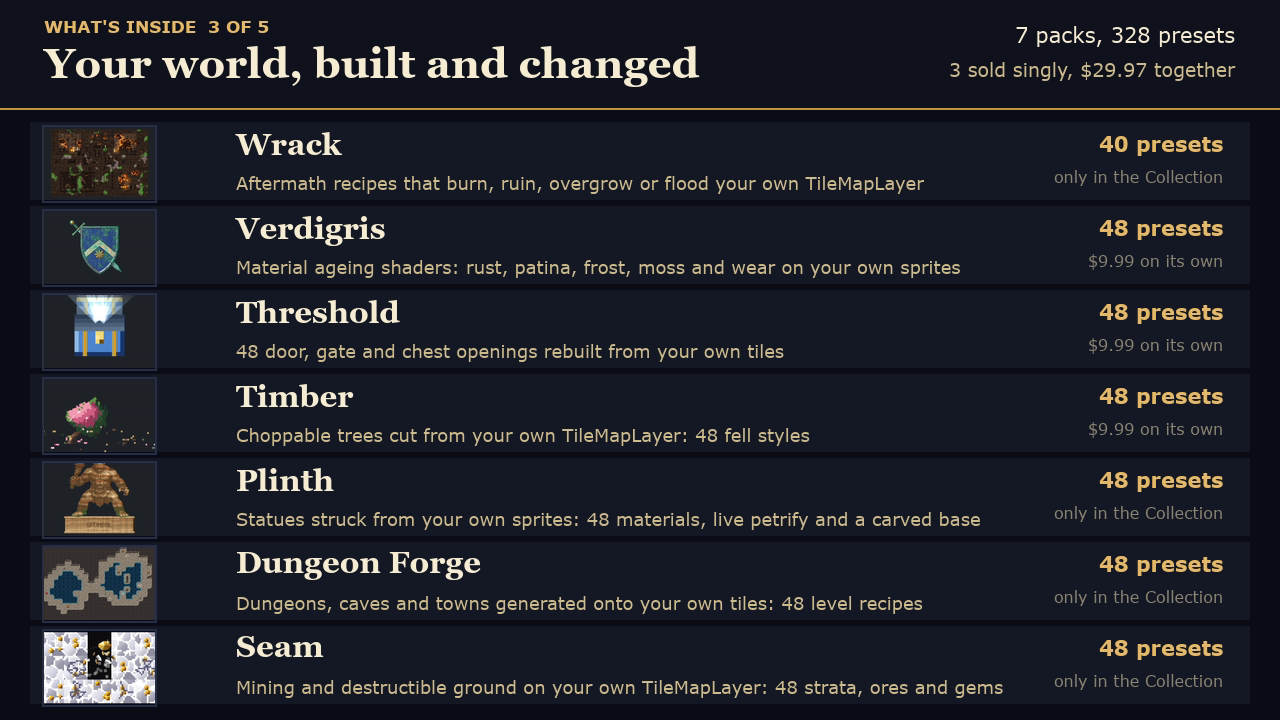 WHAT'S INSIDE 3 OF 5
Your world, built and changed
7 packs, 328 presets
3 sold singly, $29.97 together
Wrack
Aftermath recipes that burn, ruin, overgrow or flood your own TileMapLayer
40 presets
only in the Collection
Verdigris
Material ageing shaders: rust, patina, frost, moss and wear on your own sprites
48 presets
$9.99 on its own
Threshold
48 door, gate and chest openings rebuilt from your own tiles
48 presets
$9.99 on its own
Timber
Choppable trees cut from your own TileMapLayer: 48 fell styles
48 presets
$9.99 on its own
Plinth
Statues struck from your own sprites: 48 materials, live petrify and a carved base
48 presets
only in the Collection
Dungeon Forge
Dungeons, caves and towns generated onto your own tiles: 48 level recipes
48 presets
only in the Collection
Seam
Mining and destructible ground on your own TileMapLayer: 48 strata, ores and gems
48 presets
only in the Collection